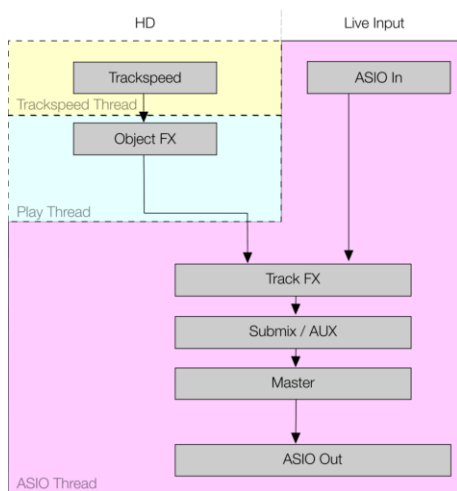 HD
Live Input
Trackspeed
ASIO In
Trackspeed Thread
Object FX
Play Thread
Track FX
Submix / AUX
Master
ASIO Out
ASIO Thread